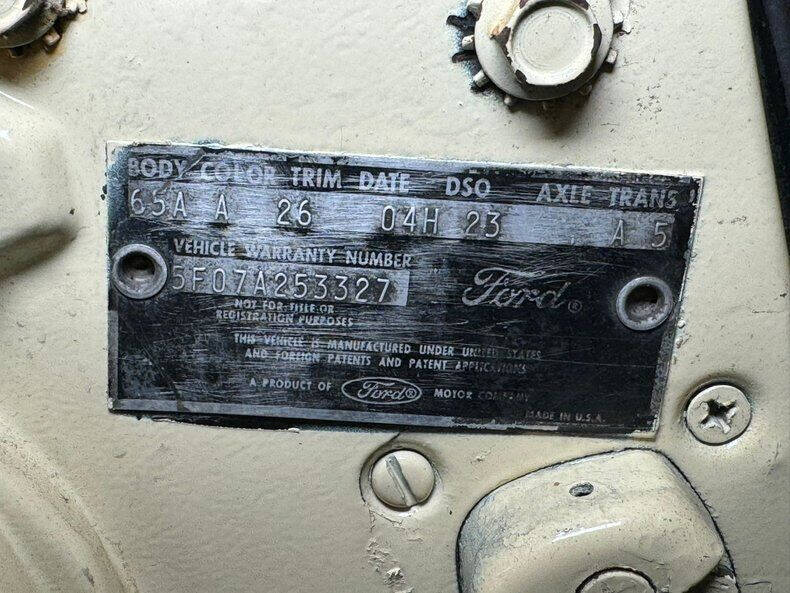 BODY COLOR TRIM DATE DSO AXLE TRANS
65A A 26 04H 23 A 5
VEHICLE WARRANTY NUMBER
5F07A253327
Ford®
NOT FOR TITLE OR
REGISTRATION PURPOSES
THIS VEHICLE IS MANUFACTURED UNDER UNITED STATES
AND FOREIGN PATENTS AND PATENT APPLICATIONS
A PRODUCT OF Ford® MOTOR COMPANY
MADE IN U.S.A.